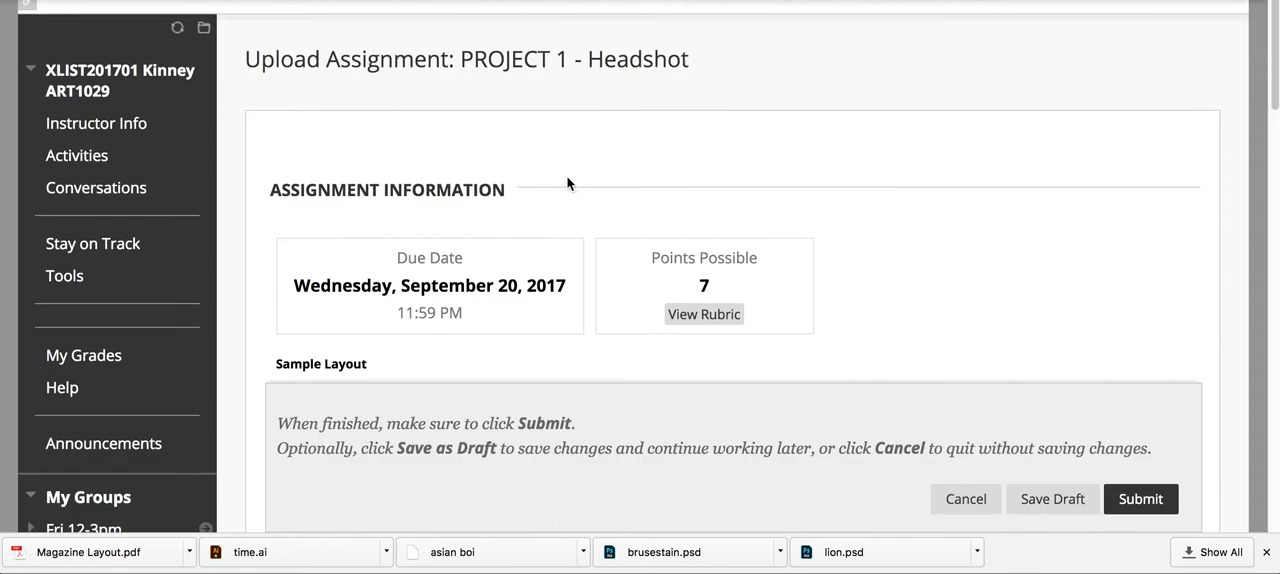 XLIST201701 Kinney
ART1029
Instructor Info
Activities
Conversations
Stay on Track
Tools
My Grades
Help
Announcements
My Groups
Fri 12-3pm
Upload Assignment: PROJECT 1 - Headshot
ASSIGNMENT INFORMATION
Due Date
Wednesday, September 20, 2017
11:59 PM
Points Possible
7
View Rubric
Sample Layout
When finished, make sure to click Submit.
Optionally, click Save as Draft to save changes and continue working later, or click Cancel to quit without saving changes.
Cancel Save Draft Submit
Magazine Layout.pdf time.ai asian boi brusestain.psd lion.psd Show All